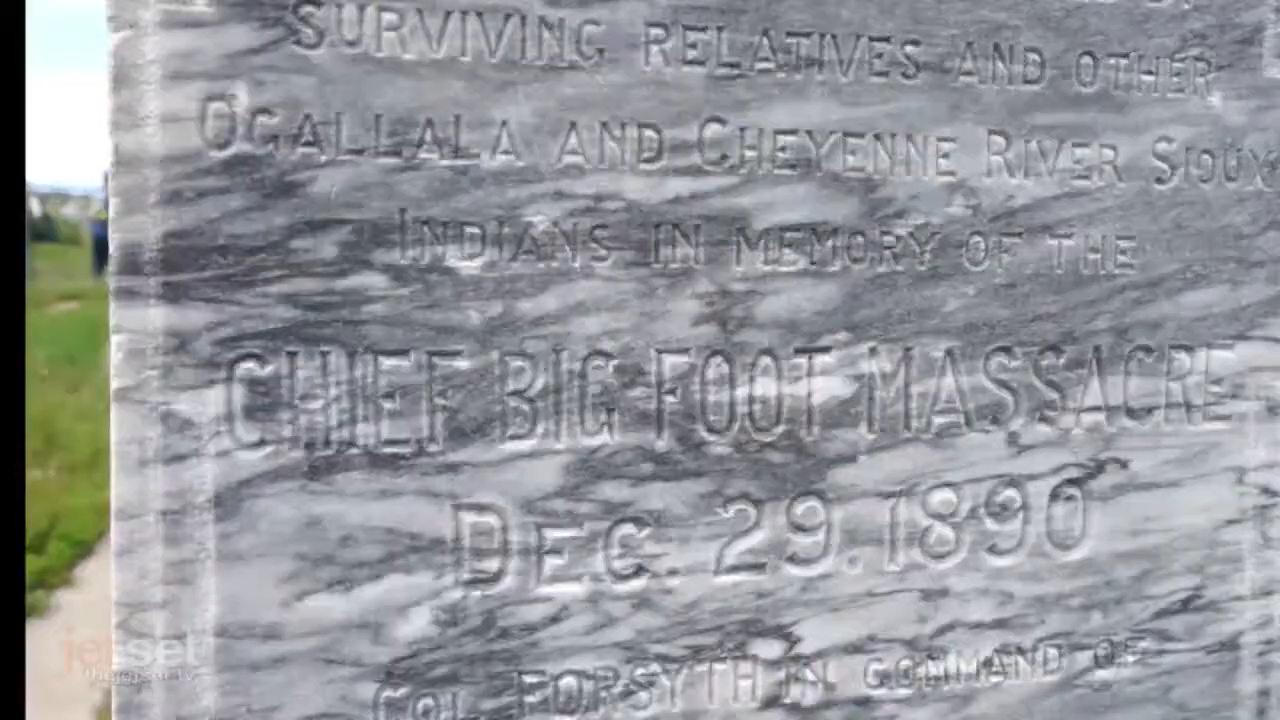 SURVIVING RELATIVES AND OTHER
OGALLALA AND CHEYENNE RIVER SIOUX
INDIANS IN MEMORY OF THE
CHIEF BIG FOOT MASSACRE
DEC. 29. 1890
COL. FORSYTH IN COMMAND OF